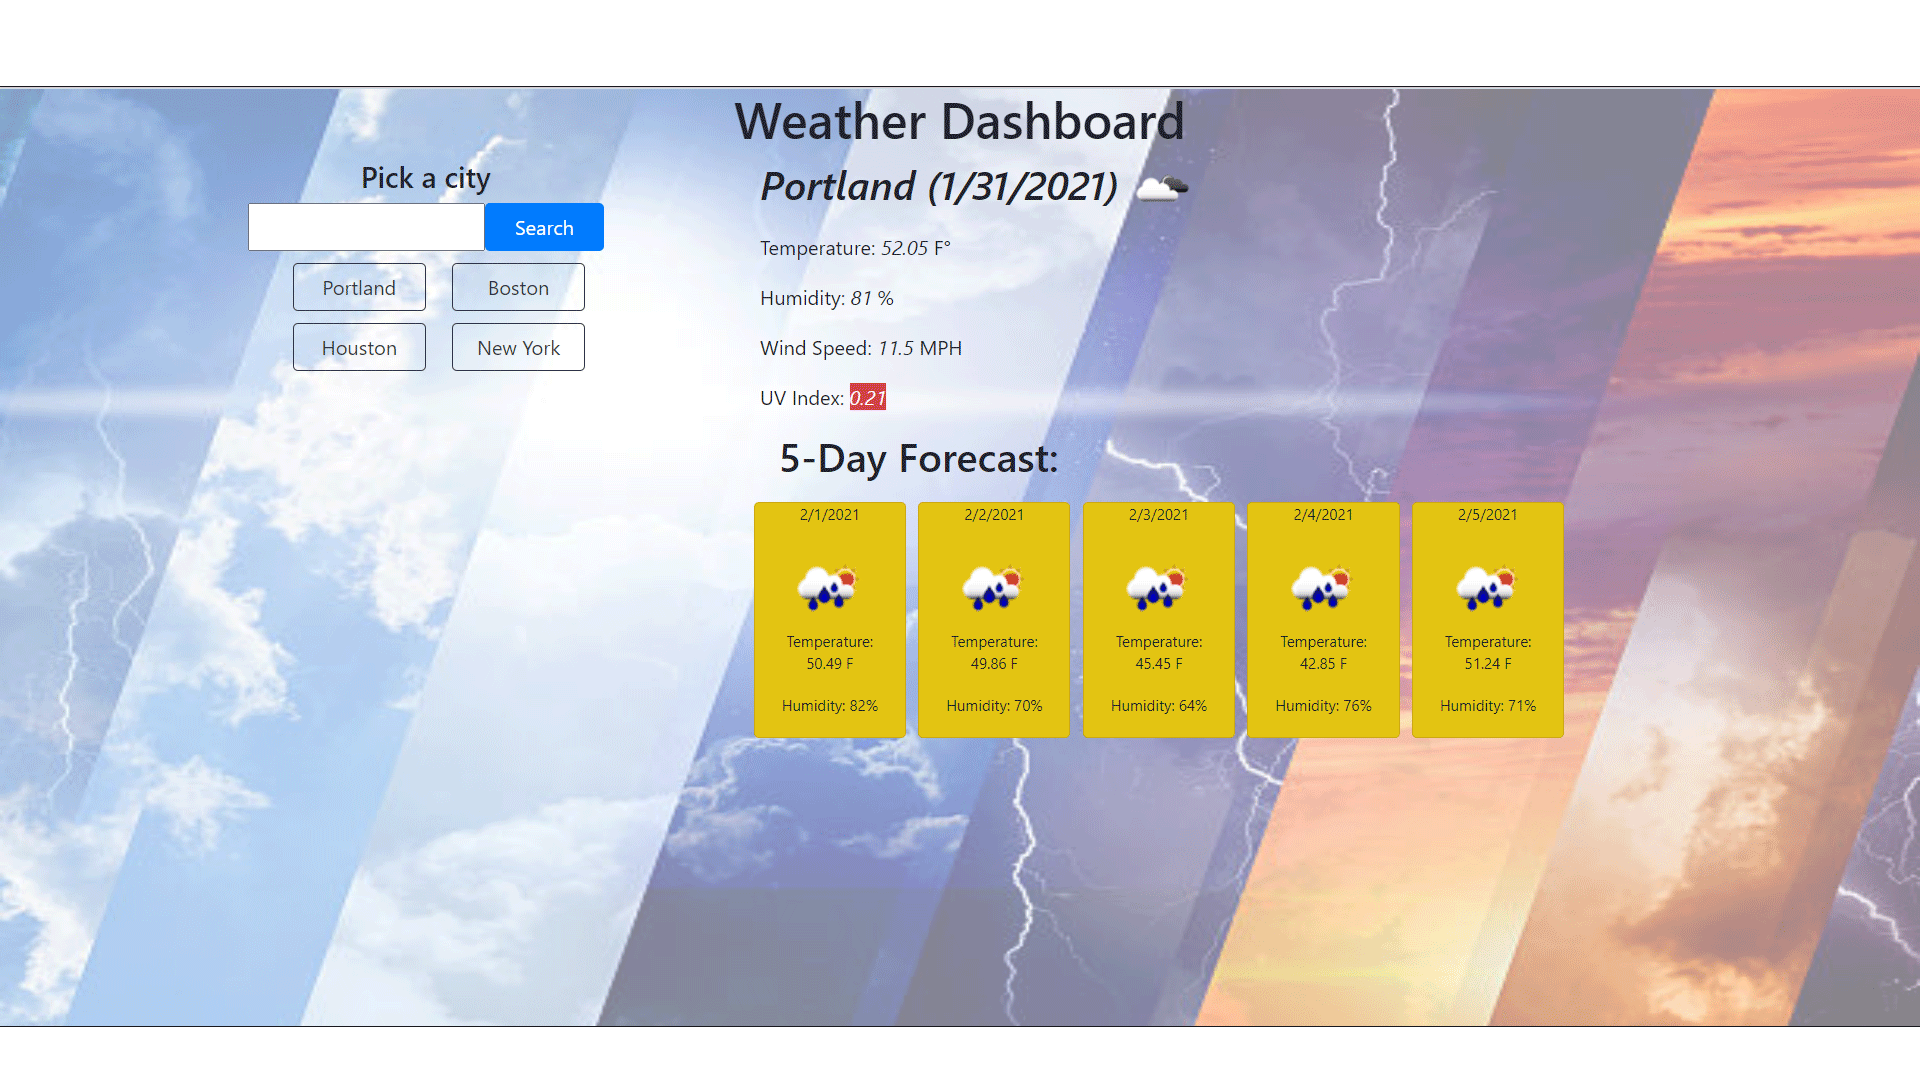 Weather Dashboard
Pick a city
Search
Portland
Boston
Houston
New York
Portland (1/31/2021)
Temperature: 52.05 F°
Humidity: 81 %
Wind Speed: 11.5 MPH
UV Index: 0.21
5-Day Forecast:
2/1/2021
Temperature:
50.49 F
Humidity: 82%
2/2/2021
Temperature:
49.86 F
Humidity: 70%
2/3/2021
Temperature:
45.45 F
Humidity: 64%
2/4/2021
Temperature:
42.85 F
Humidity: 76%
2/5/2021
Temperature:
51.24 F
Humidity: 71%